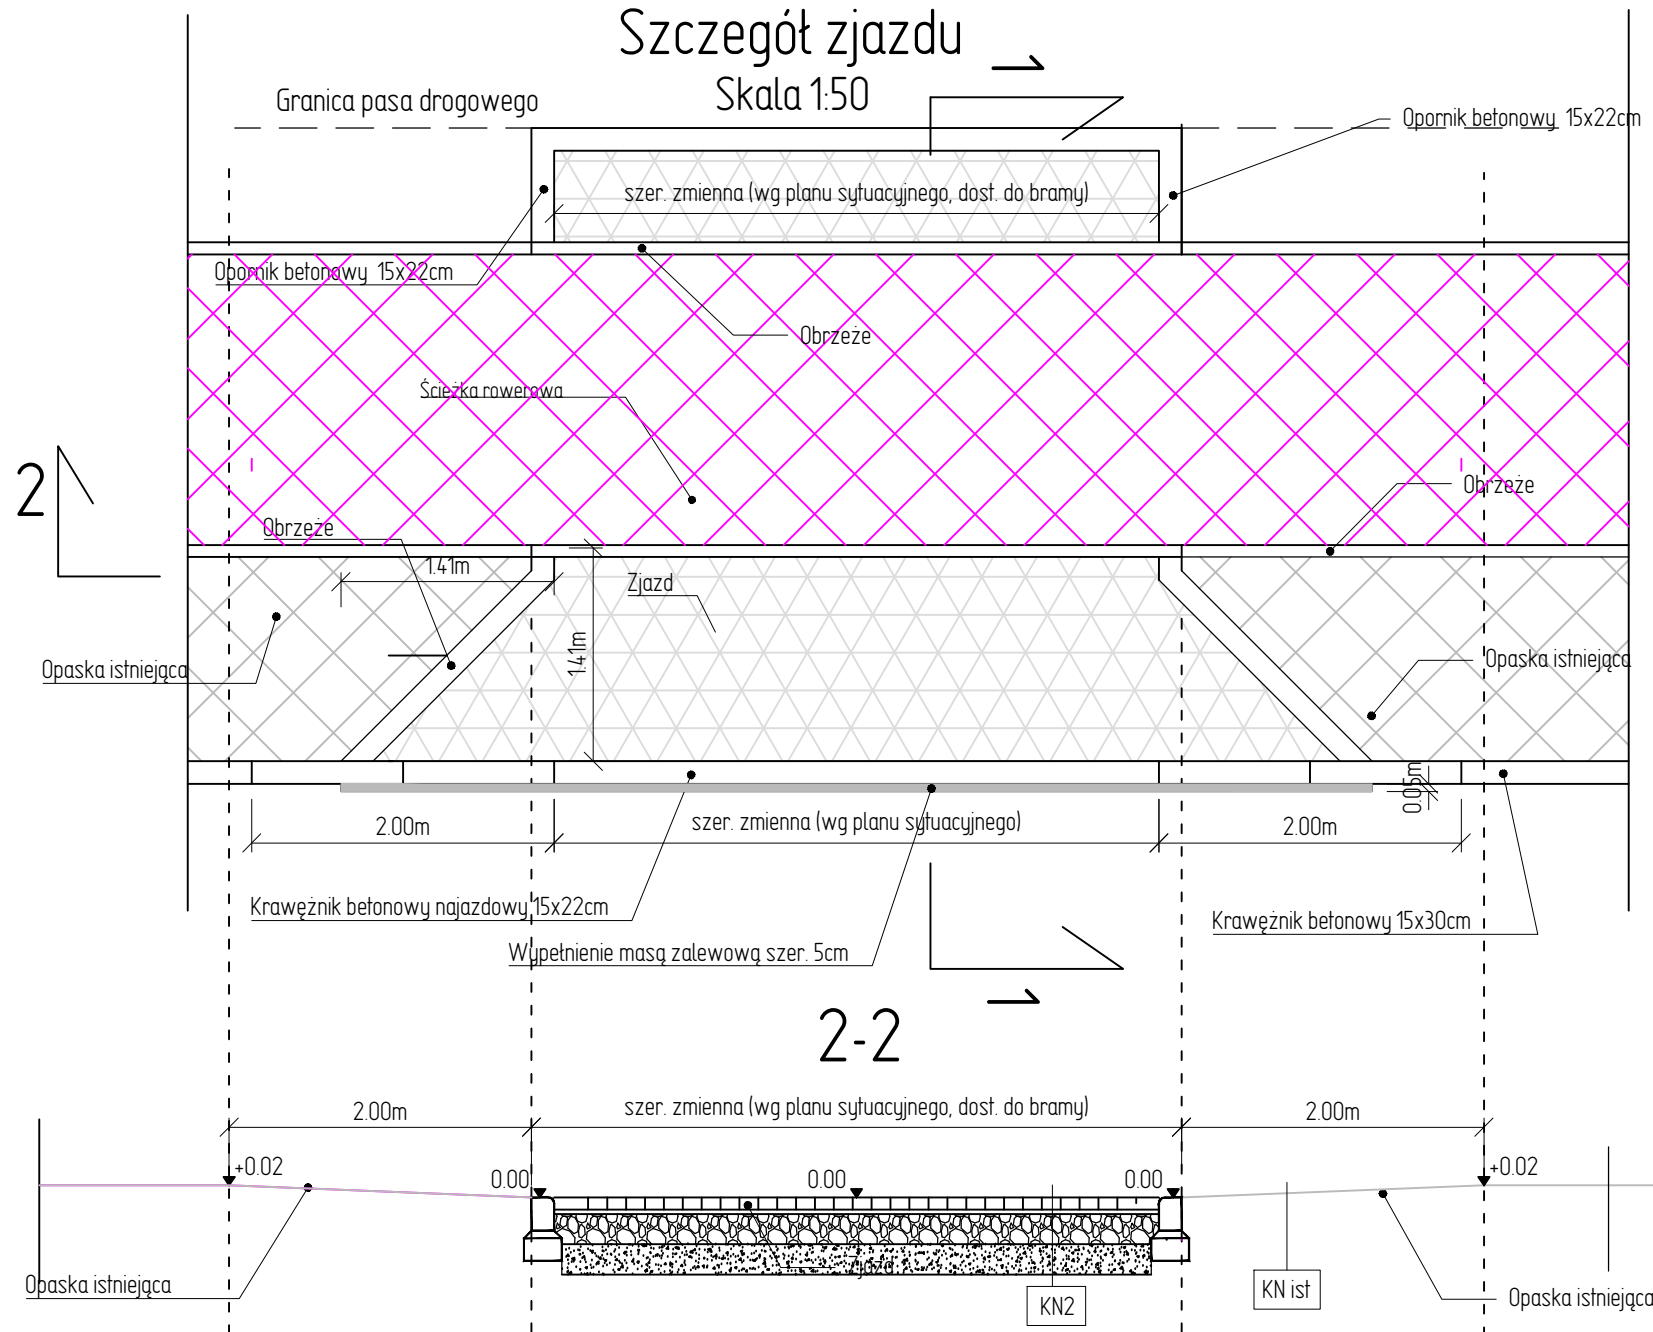 Szczegół zjazdu
Skala 1:50
Granica pasa drogowego
Opornik betonowy 15x22cm
szer. zmienna (wg planu sytuacyjnego, dost. do bramy)
Opornik betonowy 15x22cm
Obrzeże
Ścieżka rowerowa
2
Obrzeże
Obrzeże
1.41m
Zjazd
1.41m
Opaska istniejąca
Opaska istniejąca
0.05m
2.00m
szer. zmienna (wg planu sytuacyjnego)
2.00m
Krawężnik betonowy najazdowy 15x22cm
Krawężnik betonowy 15x30cm
Wypełnienie masą zalewową szer. 5cm
2-2
2.00m
szer. zmienna (wg planu sytuacyjnego, dost. do bramy)
2.00m
+0.02
0.00
0.00
0.00
+0.02
Zjazd
Opaska istniejąca
KN2
KN ist
Opaska istniejąca